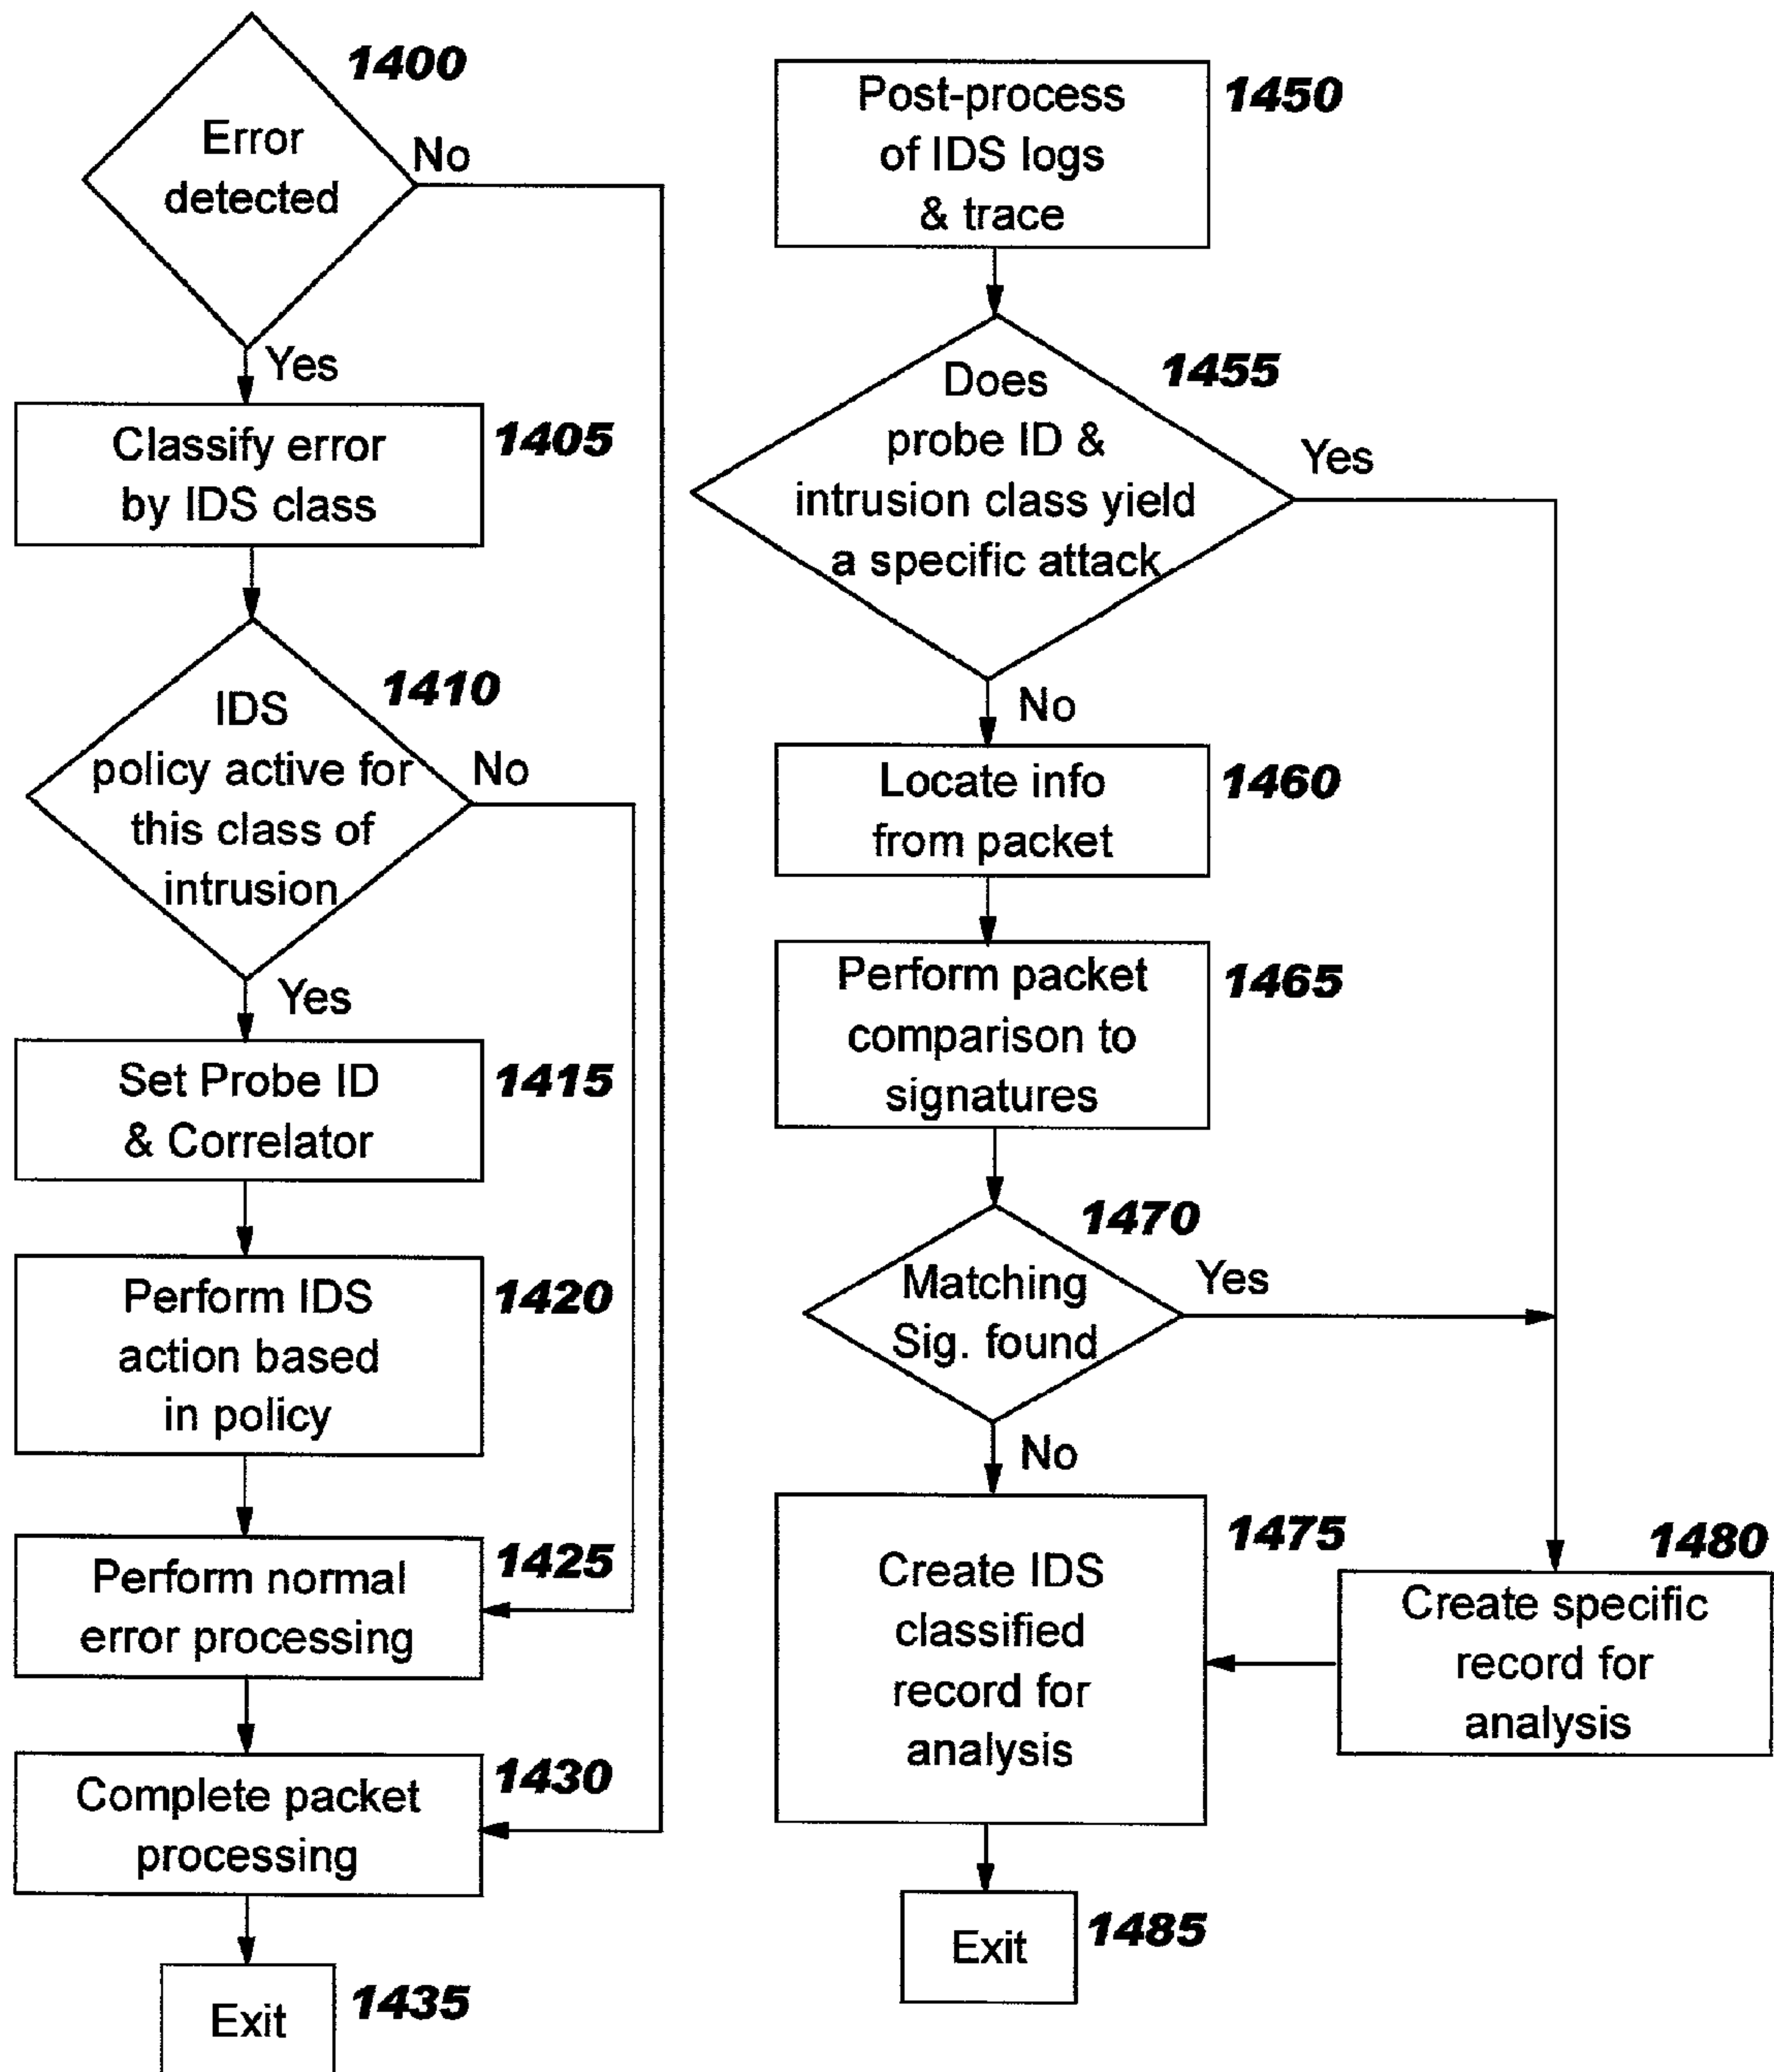 1400
Error
detected
No
Yes
Classify error
by IDS class
1405
1410
IDS
policy active for
this class of
intrusion
No
Yes
Set Probe ID
& Correlator
1415
Perform IDS
action based
in policy
1420
Perform normal
error processing
1425
Complete packet
processing
1430
Exit
1435
Post-process
of IDS logs
& trace
1450
1455
Does
probe ID &
intrusion class yield
a specific attack
Yes
No
Locate info
from packet
1460
Perform packet
comparison to
signatures
1465
1470
Matching
Sig. found
Yes
No
Create IDS
classified
record for
analysis
1475
1480
Create specific
record for
analysis
Exit
1485